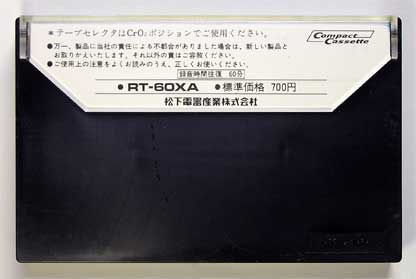 ＊テープセレクタはCrO₂ポジションでご使用ください。
Compact Cassette
●万一、製品に当社の責任による不都合がありました場合は、新しい製品と
お取りかえいたします。それ以外の責はご容赦ください。
●ご使用上の注意をよくお読みのうえ、正しくお使いください。
録音時間往復 60分
●RT-60XA ●標準価格 700円
松下電器産業株式会社